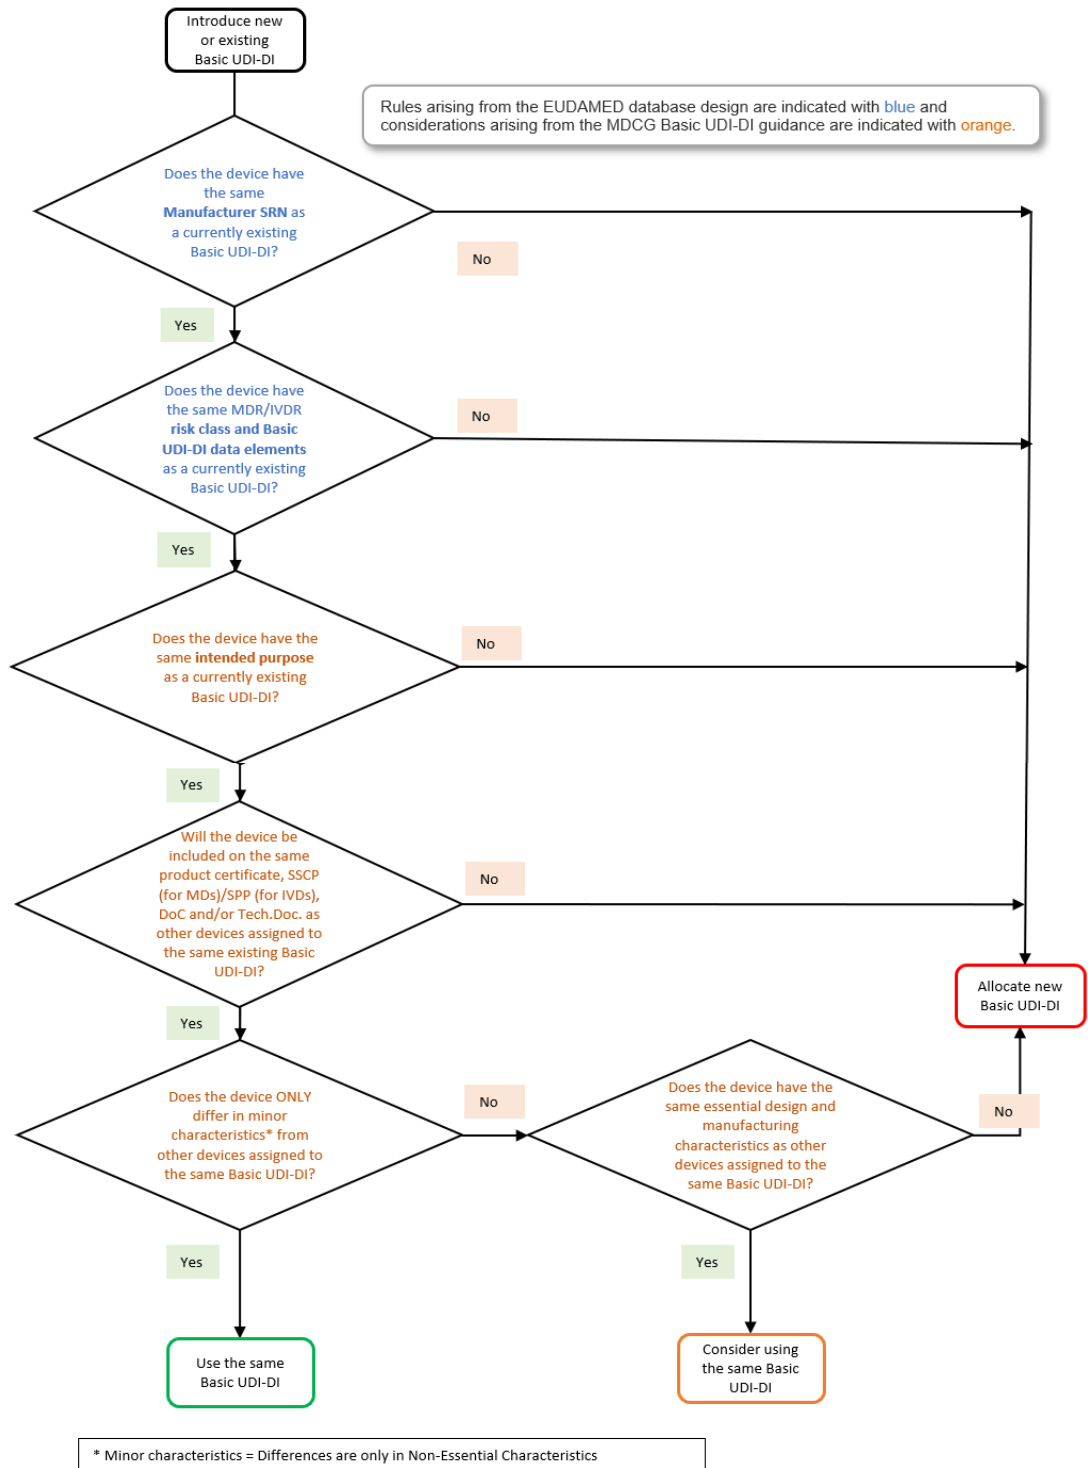 Introduce new
or existing
Basic UDI-DI
Rules arising from the EUDAMED database design are indicated with blue and
considerations arising from the MDCG Basic UDI-DI guidance are indicated with orange.
Does the device have
the same
Manufacturer SRN as
a currently existing
Basic UDI-DI?
No
Yes
Does the device have
the same MDR/IVDR
risk class and Basic
UDI-DI data elements
as a currently existing
Basic UDI-DI?
No
Yes
Does the device have the
same intended purpose
as a currently existing
Basic UDI-DI?
No
Yes
Will the device be
included on the same
product certificate, SSCP
(for MDs)/SPP (for IVDs),
DoC and/or Tech.Doc. as
other devices assigned to
the same existing Basic
UDI-DI?
No
Allocate new
Basic UDI-DI
Yes
Does the device ONLY
differ in minor
characteristics* from
other devices assigned to
the same Basic UDI-DI?
No
Does the device have the
same essential design and
manufacturing
characteristics as other
devices assigned to the
same Basic UDI-DI?
No
Yes
Yes
Use the same
Basic UDI-DI
Consider using
the same Basic
UDI-DI
* Minor characteristics = Differences are only in Non-Essential Characteristics